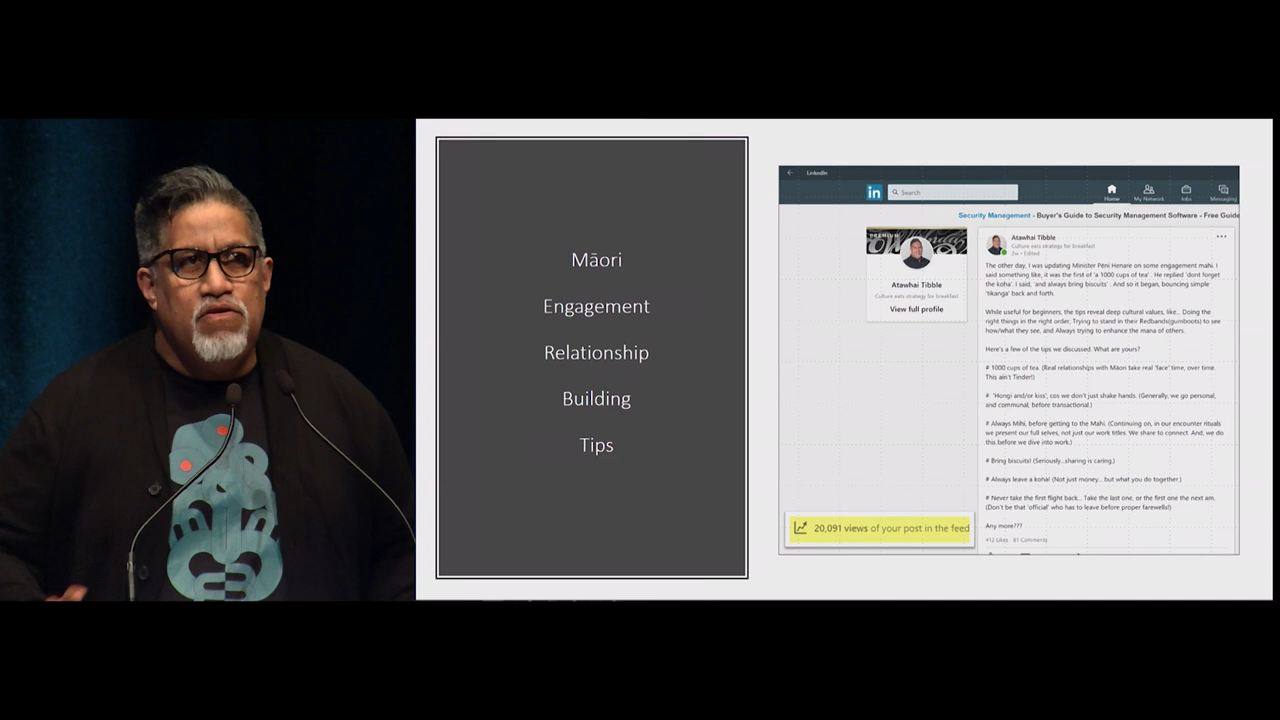 Māori
Engagement
Relationship
Building
Tips
LinkedIn
in
Search
Home
My Network
Jobs
Messaging
Security Management - Buyer's Guide to Security Management Software - Free Guide
PREMIUM
Atawhai Tibble
Culture eats strategy for breakfast
View full profile
Atawhai Tibble
Culture eats strategy for breakfast
2w • Edited
The other day, I was updating Minister Peni Henare on some engagement mahi. I
said something like, it was the first of 'a 1000 cups of tea' . He replied 'dont forget
the koha'. I said, 'and always bring biscuits' . And so it began, bouncing simple
'tikanga' back and forth.
While useful for beginners, the tips reveal deep cultural values, like... Doing the
right things in the right order, Trying to stand in their Redbands(gumboots) to see
how/what they see, and Always trying to enhance the mana of others.
Here's a few of the tips we discussed. What are yours?
# 1000 cups of tea. (Real relationships with Māori take real 'face' time, over time.
This ain't Tinder!)
# 'Hongi and/or kiss', cos we don't just shake hands. (Generally, we go personal,
and communal, before transactional.)
# Always Mihi, before getting to the Mahi. (Continuing on, in our encounter rituals
we present our full selves, not just our work titles. We share to connect. And, we do
this before we dive into work.)
# Bring biscuits! (Seriously...sharing is caring.)
# Always leave a koha! (Not just money... but what you do together.)
# Never take the first flight back... Take the last one, or the first one the next am.
(Don't be that 'official' who has to leave before proper farewells!)
Any more???
412 Likes 81 Comments
20,091 views of your post in the feed